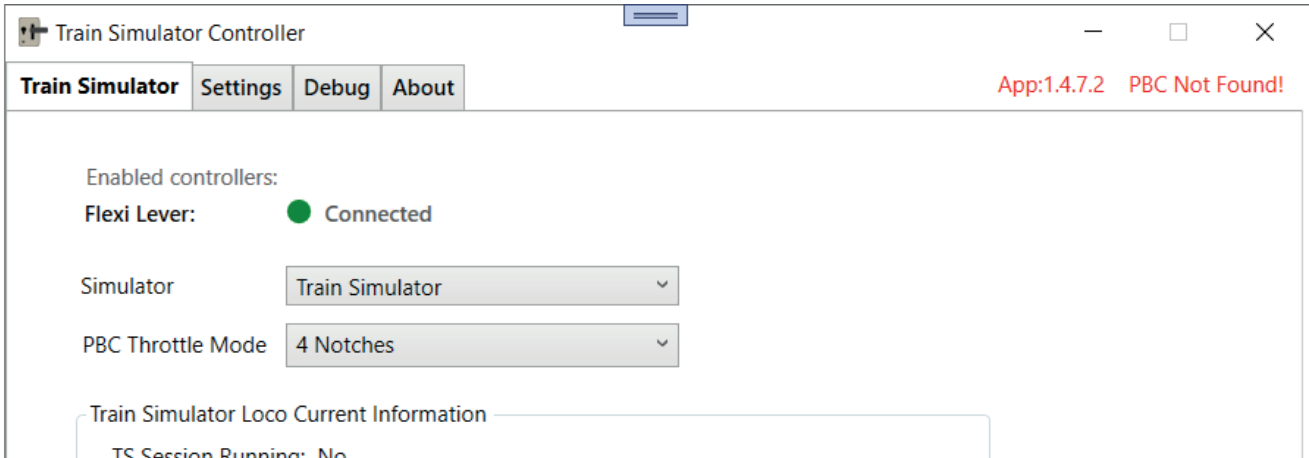 Train Simulator Controller
Train Simulator Settings Debug About App:1.4.7.2 PBC Not Found!
Enabled controllers:
Flexi Lever: Connected
Simulator Train Simulator
PBC Throttle Mode 4 Notches
Train Simulator Loco Current Information
TS Session Running: No